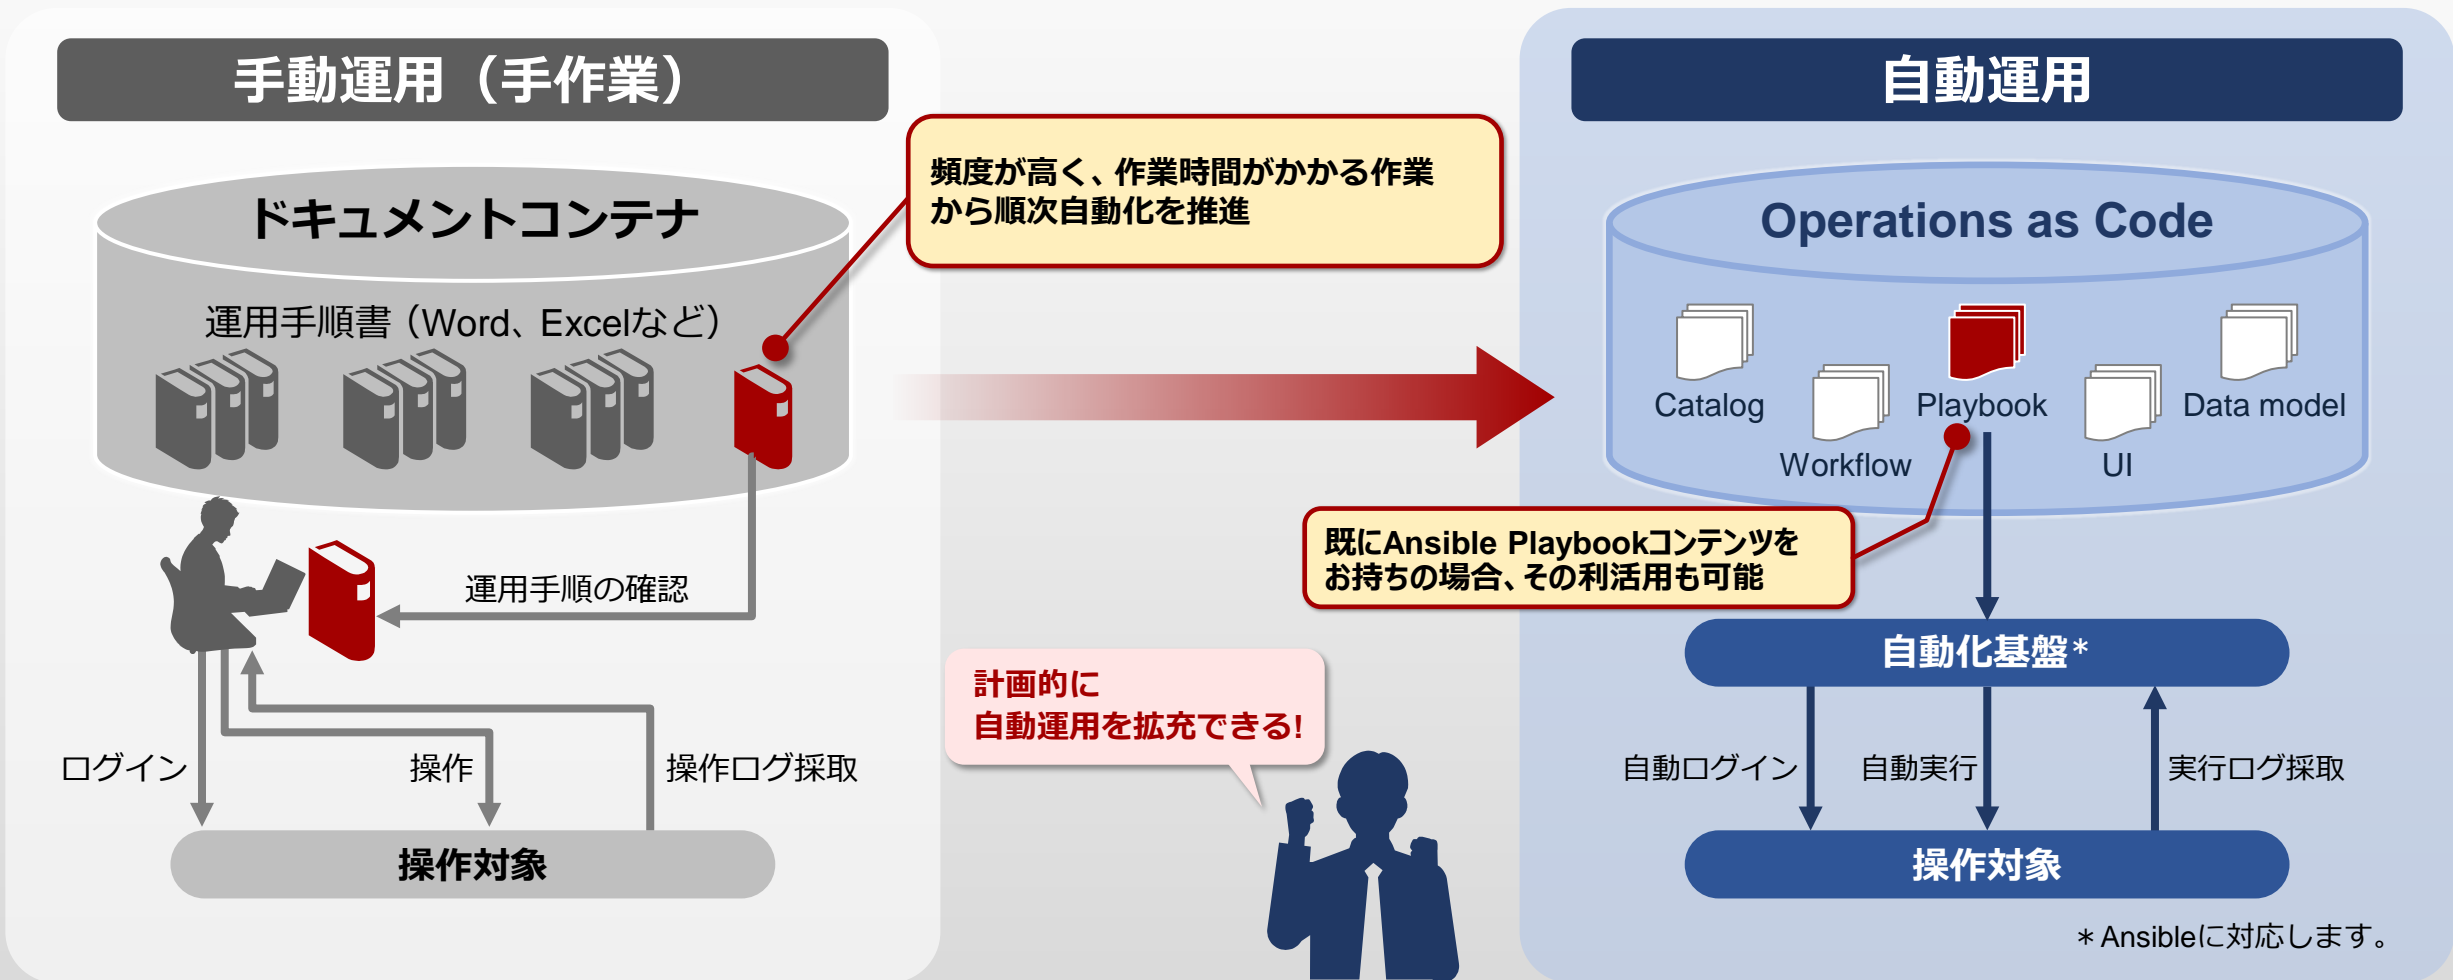 手動運用（手作業）
ドキュメントコンテナ
運用手順書（Word、Excelなど）
運用手順の確認
ログイン
操作
操作ログ採取
操作対象
頻度が高く、作業時間がかかる作業
から順次自動化を推進
計画的に
自動運用を拡充できる!
自動運用
Operations as Code
Catalog
Workflow
Playbook
UI
Data model
既にAnsible Playbookコンテンツを
お持ちの場合、その利活用も可能
自動化基盤*
自動ログイン
自動実行
実行ログ採取
操作対象
＊Ansibleに対応します。